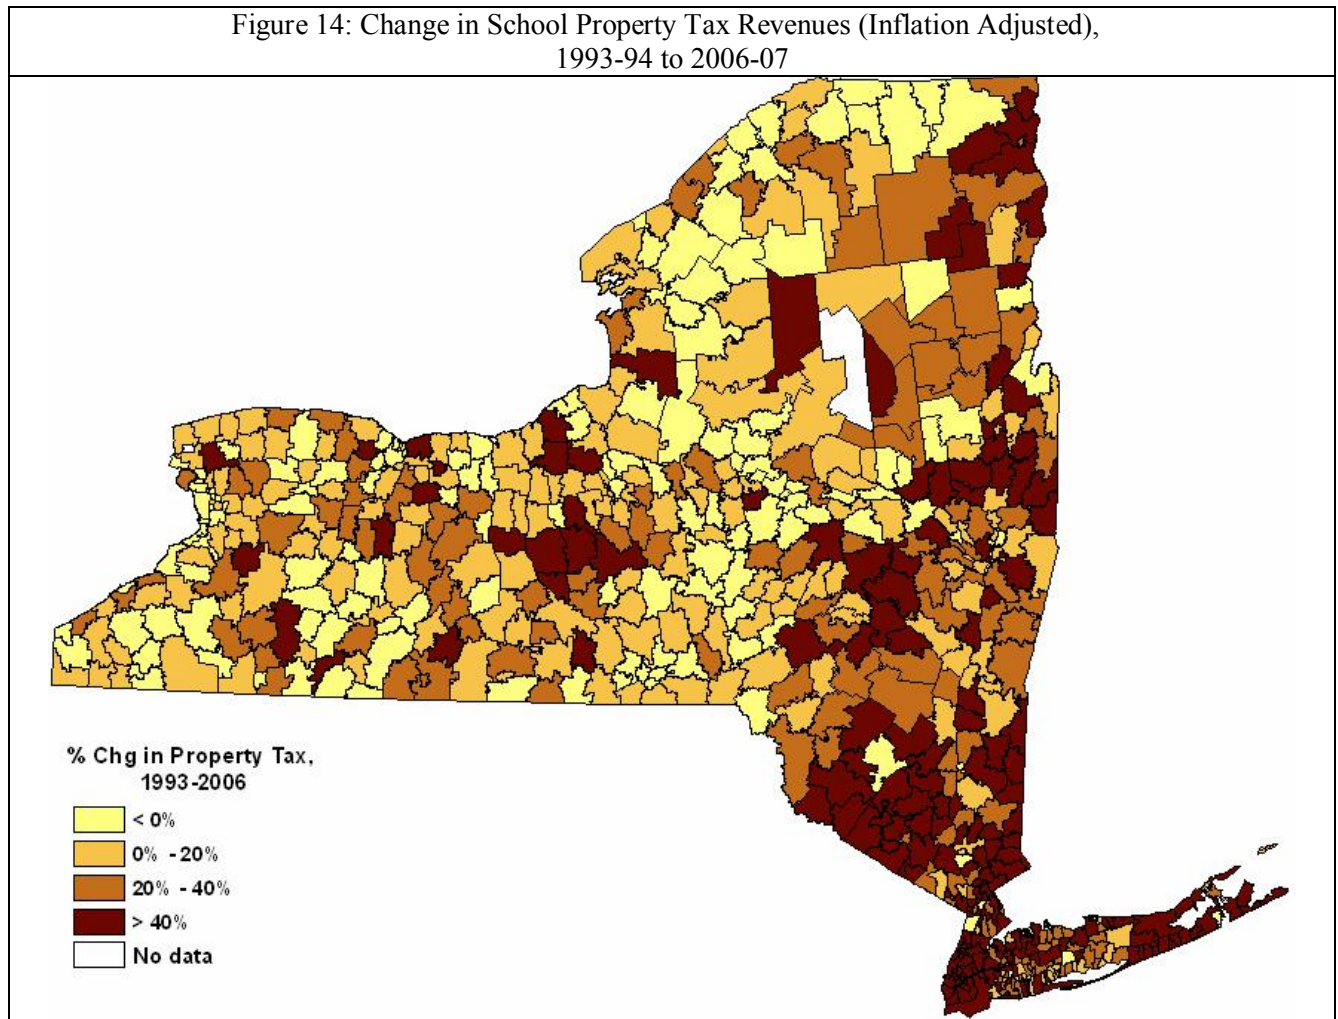 Figure 14: Change in School Property Tax Revenues (Inflation Adjusted),
1993-94 to 2006-07
% Chg in Property Tax,
1993-2006
< 0%
0% - 20%
20% - 40%
> 40%
No data